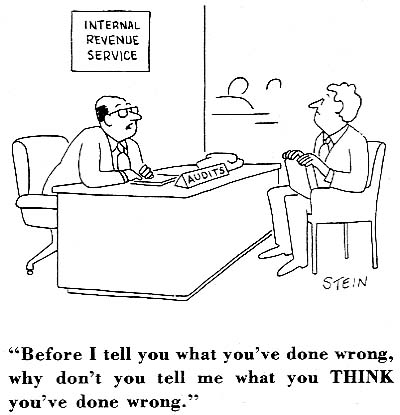 INTERNAL
REVENUE
SERVICE
AUDITS
STEIN
“Before I tell you what you’ve done wrong,
why don’t you tell me what you THINK
you’ve done wrong.”